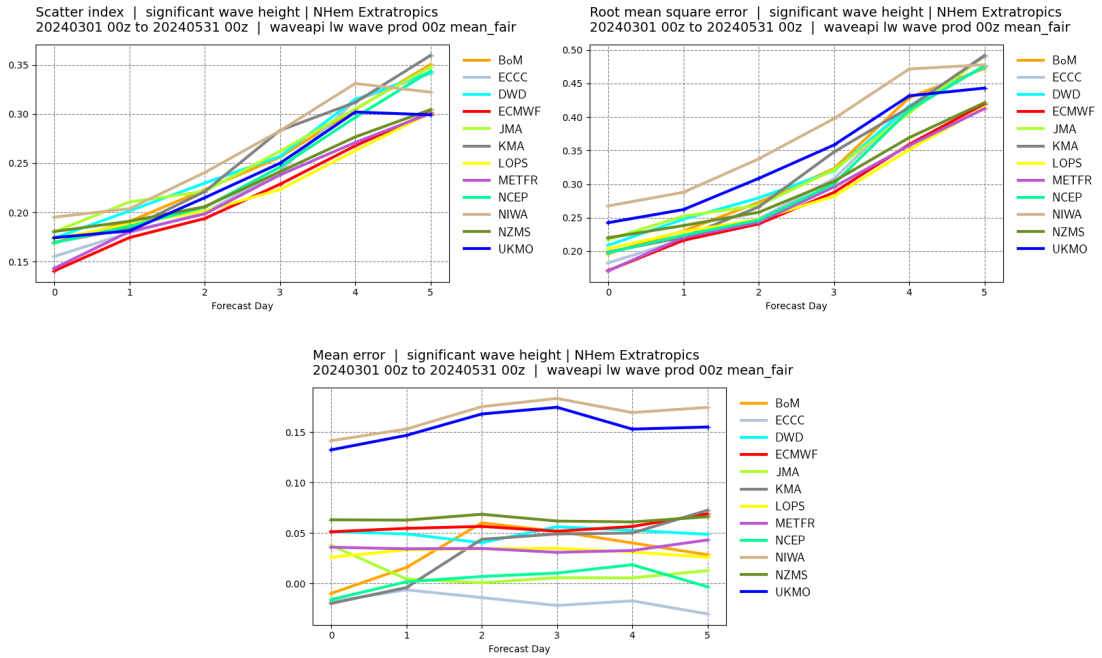 Scatter index | significant wave height | NHem Extratropics
20240301 00z to 20240531 00z | waveapi lw wave prod 00z mean_fair
0.35
0.30
0.25
0.20
0.15
0 1 2 3 4 5
Forecast Day
BoM
ECCC
DWD
ECMWF
JMA
KMA
LOPS
METFR
NCEP
NIWA
NZMS
UKMO
Root mean square error | significant wave height | NHem Extratropics
20240301 00z to 20240531 00z | waveapi lw wave prod 00z mean_fair
0.50
0.45
0.40
0.35
0.30
0.25
0.20
0 1 2 3 4 5
Forecast Day
BoM
ECCC
DWD
ECMWF
JMA
KMA
LOPS
METFR
NCEP
NIWA
NZMS
UKMO
Mean error | significant wave height | NHem Extratropics
20240301 00z to 20240531 00z | waveapi lw wave prod 00z mean_fair
0.15
0.10
0.05
0.00
0 1 2 3 4 5
Forecast Day
BoM
ECCC
DWD
ECMWF
JMA
KMA
LOPS
METFR
NCEP
NIWA
NZMS
UKMO